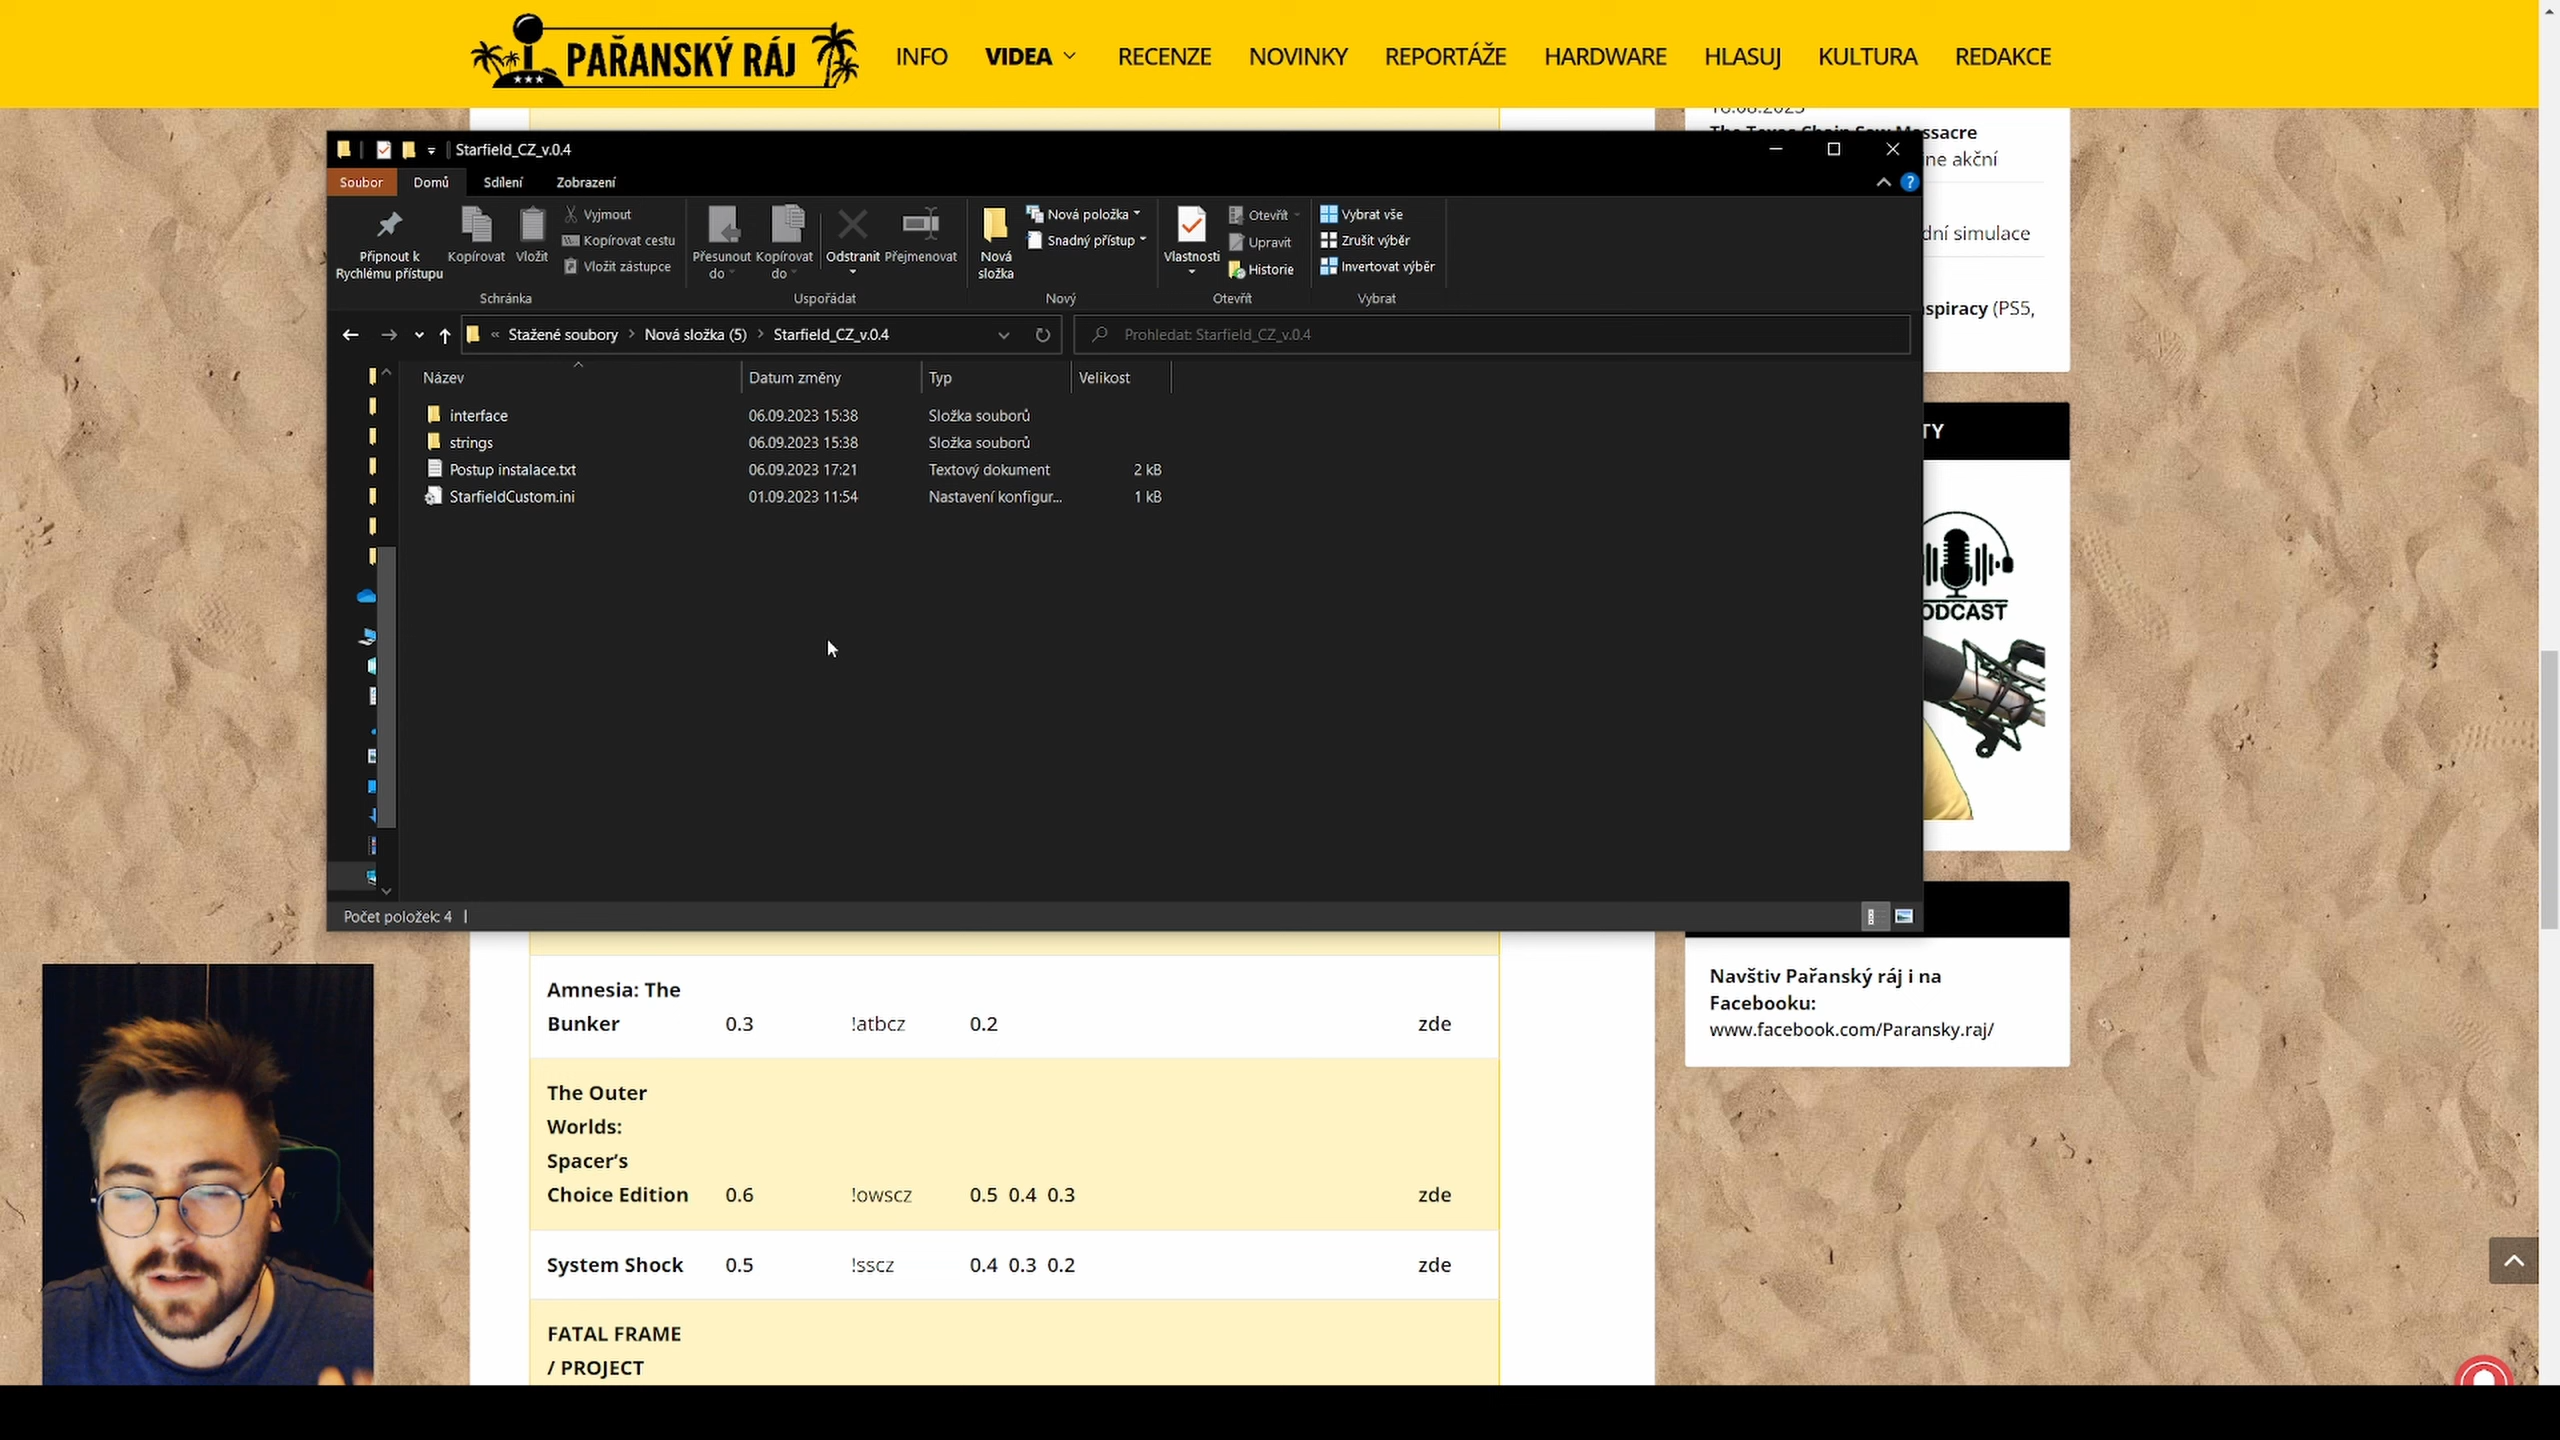 PAŘANSKÝ RÁJ
INFO VIDEA RECENZE NOVINKY REPORTÁŽE HARDWARE HLASUJ KULTURA REDAKCE
Starfield_CZ_v.0.4
Soubor Domů Sdílení Zobrazení
Připnout k Rychlému přístupu
Kopírovat
Vložit
Vyjmout
Kopírovat cestu
Vložit zástupce
Schránka
Přesunout do
Kopírovat do
Odstranit
Přejmenovat
Uspořádat
Nová složka
Nová položka
Snadný přístup
Nový
Vlastnosti
Otevřít
Upravit
Historie
Otevřít
Vybrat vše
Zrušit výběr
Invertovat výběr
Vybrat
« Stažené soubory > Nová složka (5) > Starfield_CZ_v.0.4
Prohledat: Starfield_CZ_v.0.4
Název Datum změny Typ Velikost
interface 06.09.2023 15:38 Složka souborů
strings 06.09.2023 15:38 Složka souborů
Postup instalace.txt 06.09.2023 17:21 Textový dokument 2 kB
StarfieldCustom.ini 01.09.2023 11:54 Nastavení konfigur... 1 kB
Počet položek: 4
ssacre
ne akční
dní simulace
spiracy (PS5,
TY
ODCAST
Amnesia: The
Bunker 0.3 !atbcz 0.2 zde
The Outer
Worlds:
Spacer's
Choice Edition 0.6 !owscz 0.5 0.4 0.3 zde
System Shock 0.5 !sscz 0.4 0.3 0.2 zde
FATAL FRAME
/ PROJECT
Navštiv Pařanský ráj i na
Facebooku:
www.facebook.com/Paransky.raj/